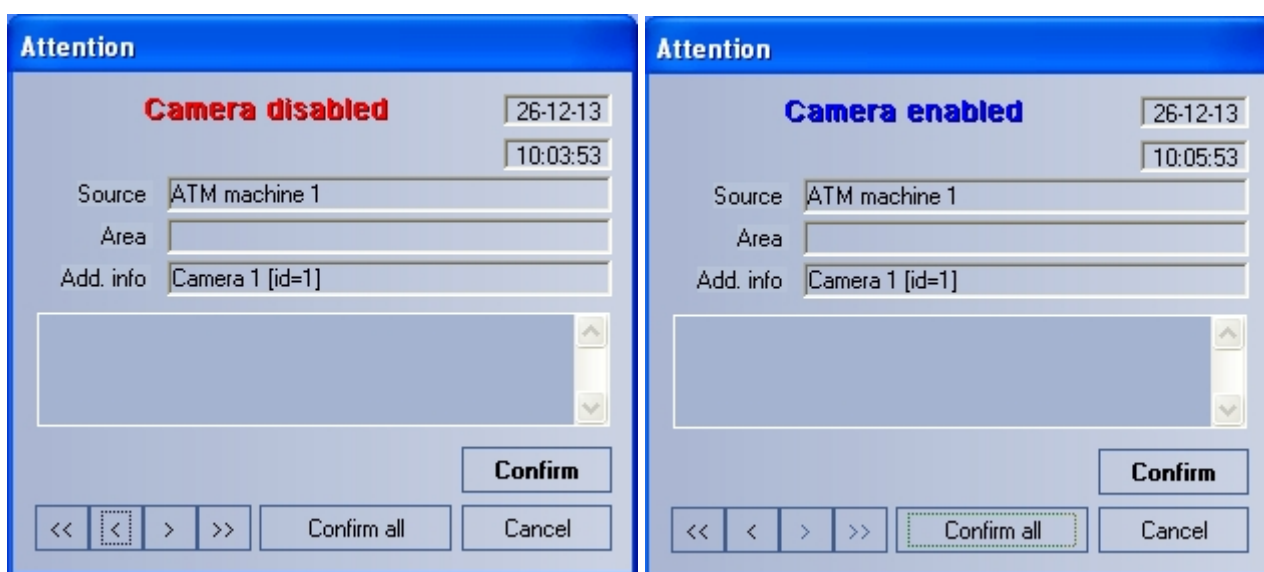 Attention
Camera disabled 26-12-13
10:03:53
Source ATM machine 1
Area
Add. info Camera 1 [id=1]
Confirm
<< < > >> Confirm all Cancel
Attention
Camera enabled 26-12-13
10:05:53
Source ATM machine 1
Area
Add. info Camera 1 [id=1]
Confirm
<< < > >> Confirm all Cancel